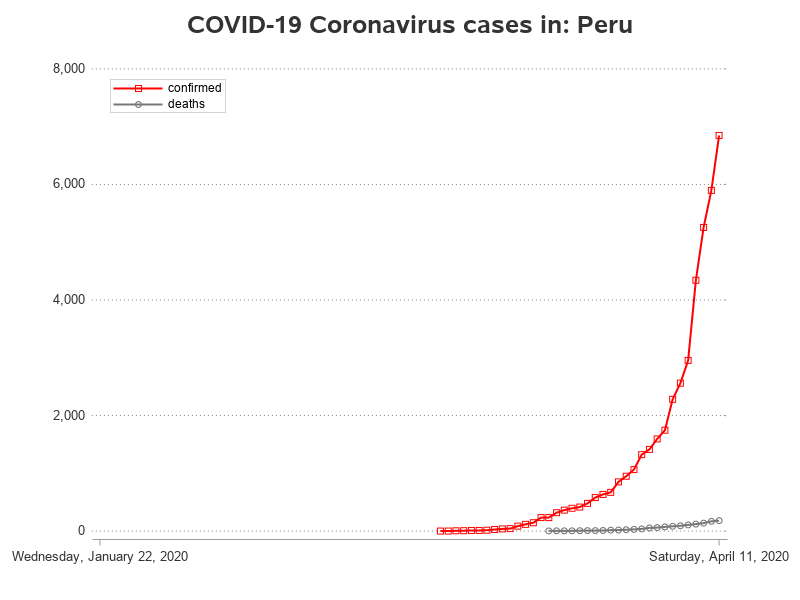 COVID-19 Coronavirus cases in: Peru
8,000
confirmed
deaths
6,000
4,000
2,000
0
Wednesday, January 22, 2020
Saturday, April 11, 2020